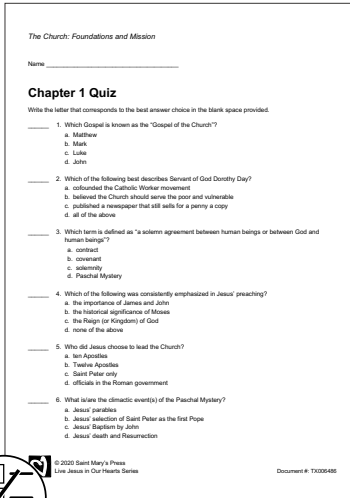 The Church: Foundations and Mission
Name ____________________________________
Chapter 1 Quiz
Write the letter that corresponds to the best answer choice in the blank space provided.
______ 1. Which Gospel is known as the “Gospel of the Church”?
a. Matthew
b. Mark
c. Luke
d. John
______ 2. Which of the following best describes Servant of God Dorothy Day?
a. cofounded the Catholic Worker movement
b. believed the Church should serve the poor and vulnerable
c. published a newspaper that still sells for a penny a copy
d. all of the above
______ 3. Which term is defined as “a solemn agreement between human beings or between God and
human beings”?
a. contract
b. covenant
c. solemnity
d. Paschal Mystery
______ 4. Which of the following was consistently emphasized in Jesus’ preaching?
a. the importance of James and John
b. the historical significance of Moses
c. the Reign (or Kingdom) of God
d. none of the above
______ 5. Who did Jesus choose to lead the Church?
a. ten Apostles
b. Twelve Apostles
c. Saint Peter only
d. officials in the Roman government
______ 6. What is/are the climactic event(s) of the Paschal Mystery?
a. Jesus’ parables
b. Jesus’ selection of Saint Peter as the first Pope
c. Jesus’ Baptism by John
d. Jesus’ death and Resurrection
© 2020 Saint Mary’s Press
Live Jesus in Our Hearts Series
Document #: TX006486